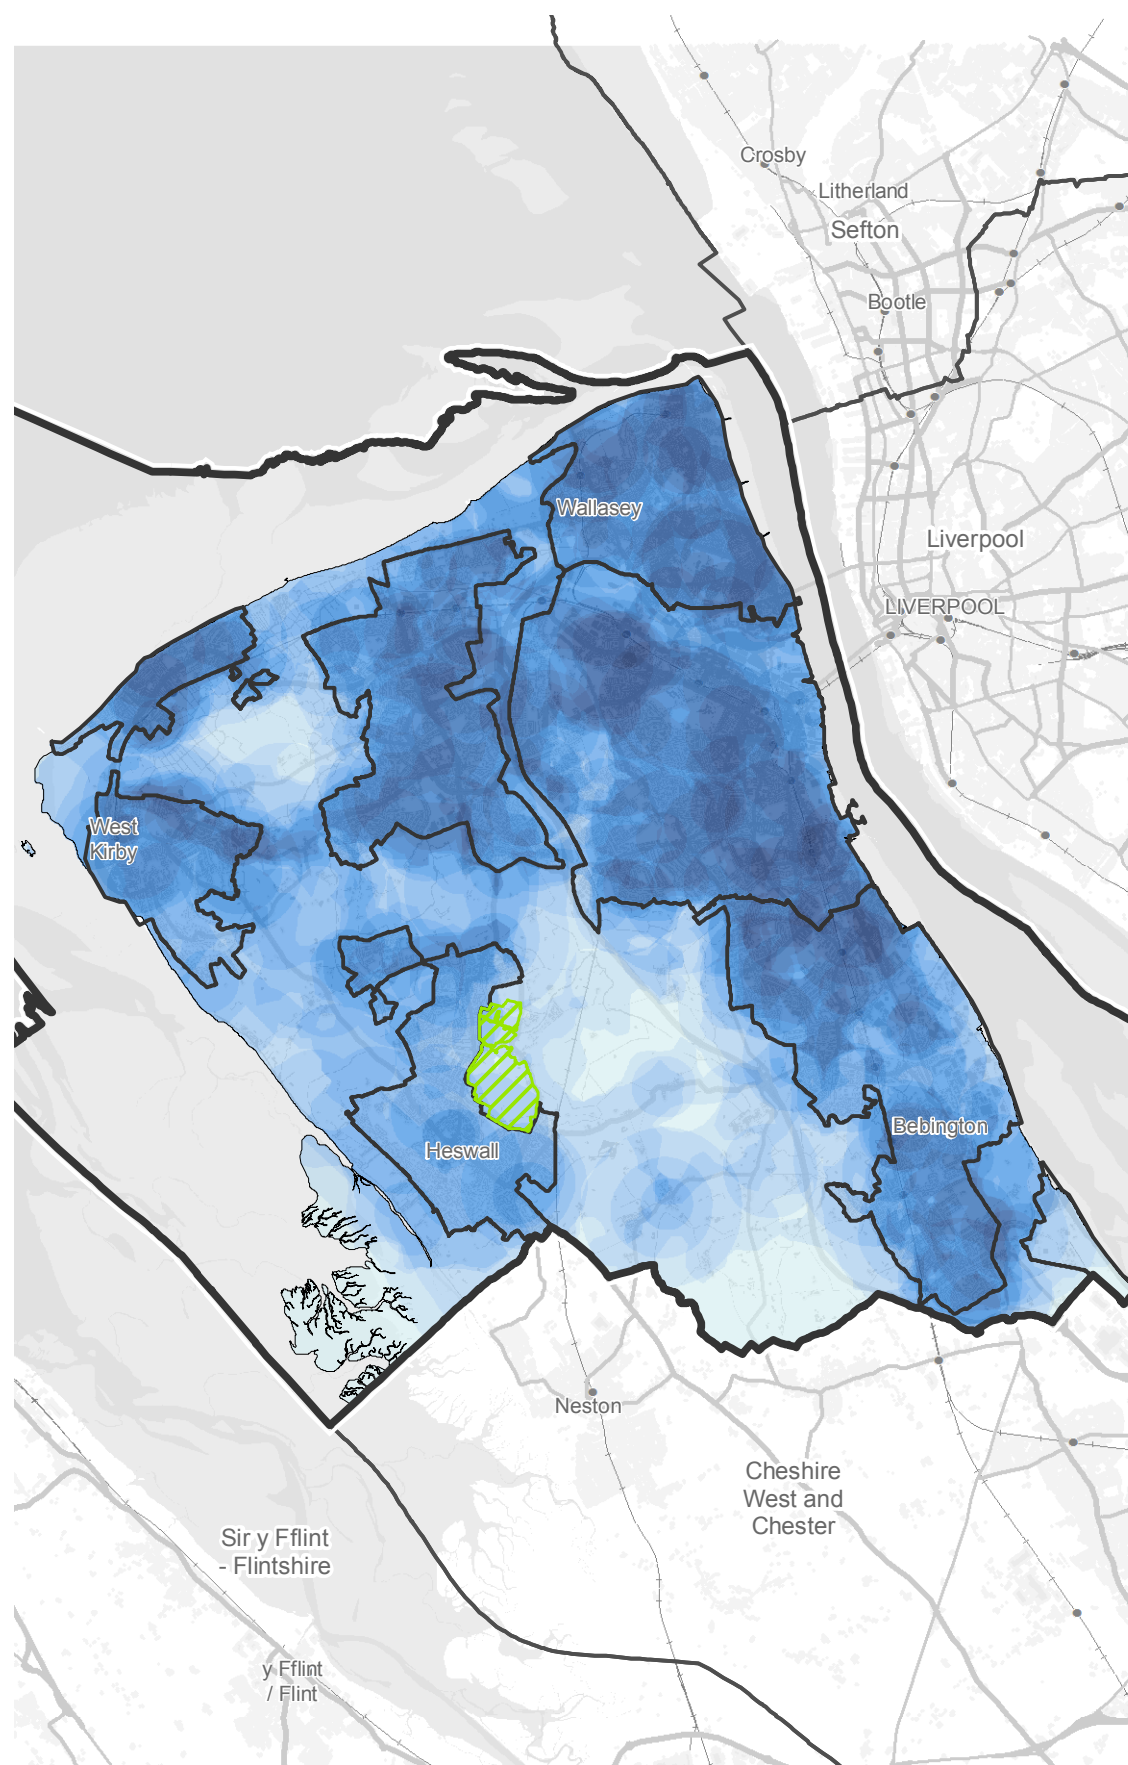 Crosby
Litherland
Sefton
Bootle
Wallasey
Liverpool
LIVERPOOL
West
Kirby
Bebington
Heswall
Neston
Cheshire
West and
Chester
Sir y Fflint
- Flintshire
y Fflint
/ Flint